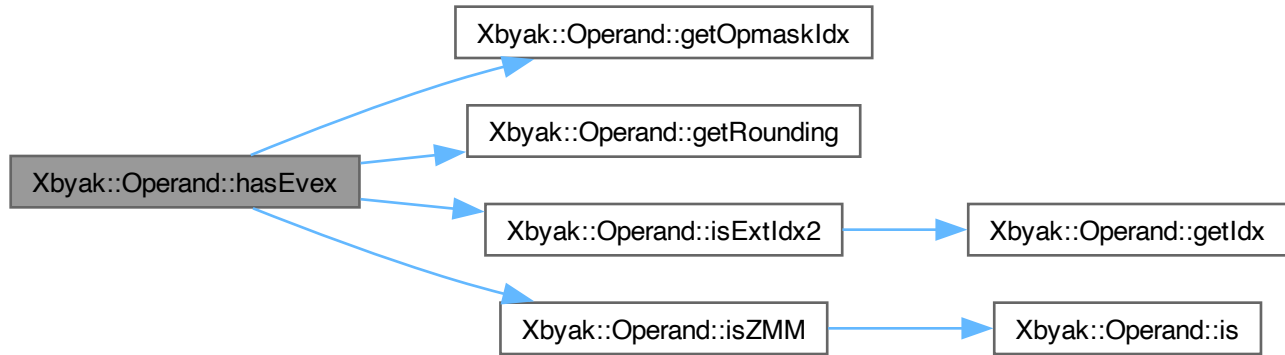 Xbyak::Operand::getOpmaskIdx
Xbyak::Operand::getRounding
Xbyak::Operand::hasEvex
Xbyak::Operand::isExtIdx2
Xbyak::Operand::getIdx
Xbyak::Operand::isZMM
Xbyak::Operand::is